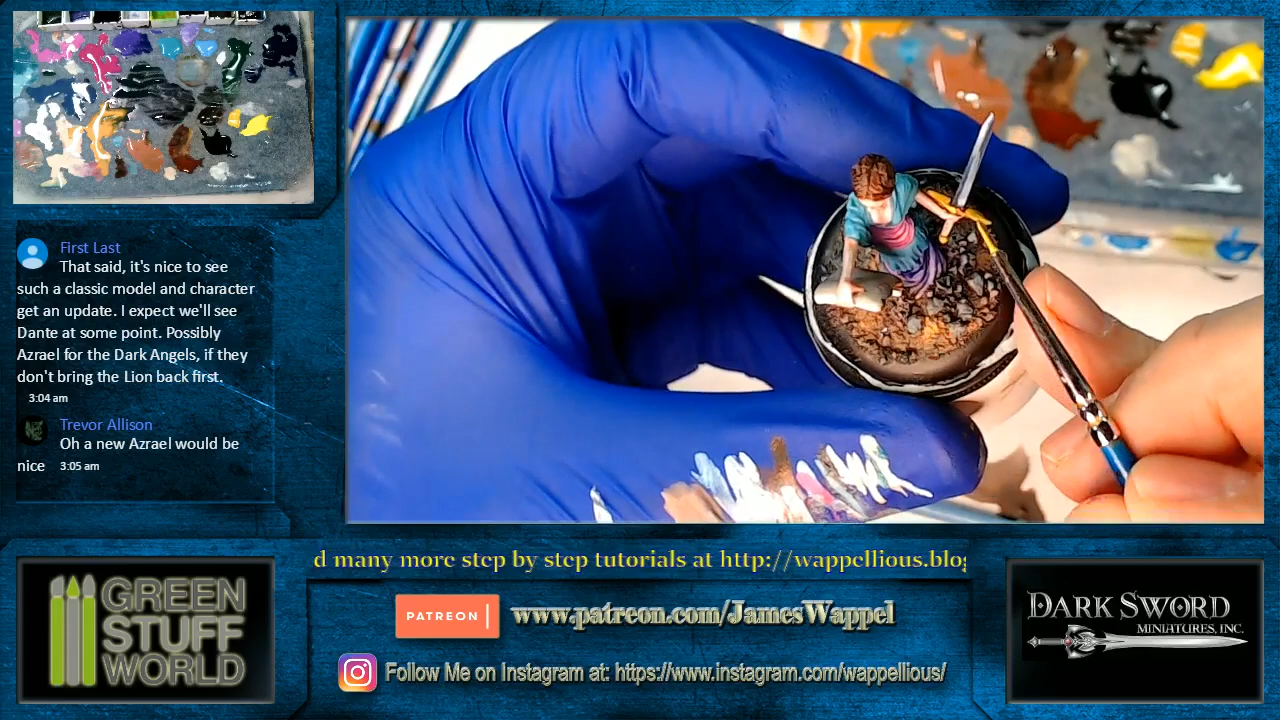 First Last
That said, it's nice to see
such a classic model and character
get an update. I expect we'll see
Dante at some point. Possibly
Azrael for the Dark Angels, if they
don't bring the Lion back first.
3:04 am
Trevor Allison
Oh a new Azrael would be
nice 3:05 am
d many more step by step tutorials at http://wappellious.blog
PATREON
www.patreon.com/JamesWappel
Follow Me on Instagram at: https://www.instagram.com/wappellious/
GREEN
STUFF
WORLD
DARK SWORD
MINIATURES, INC.